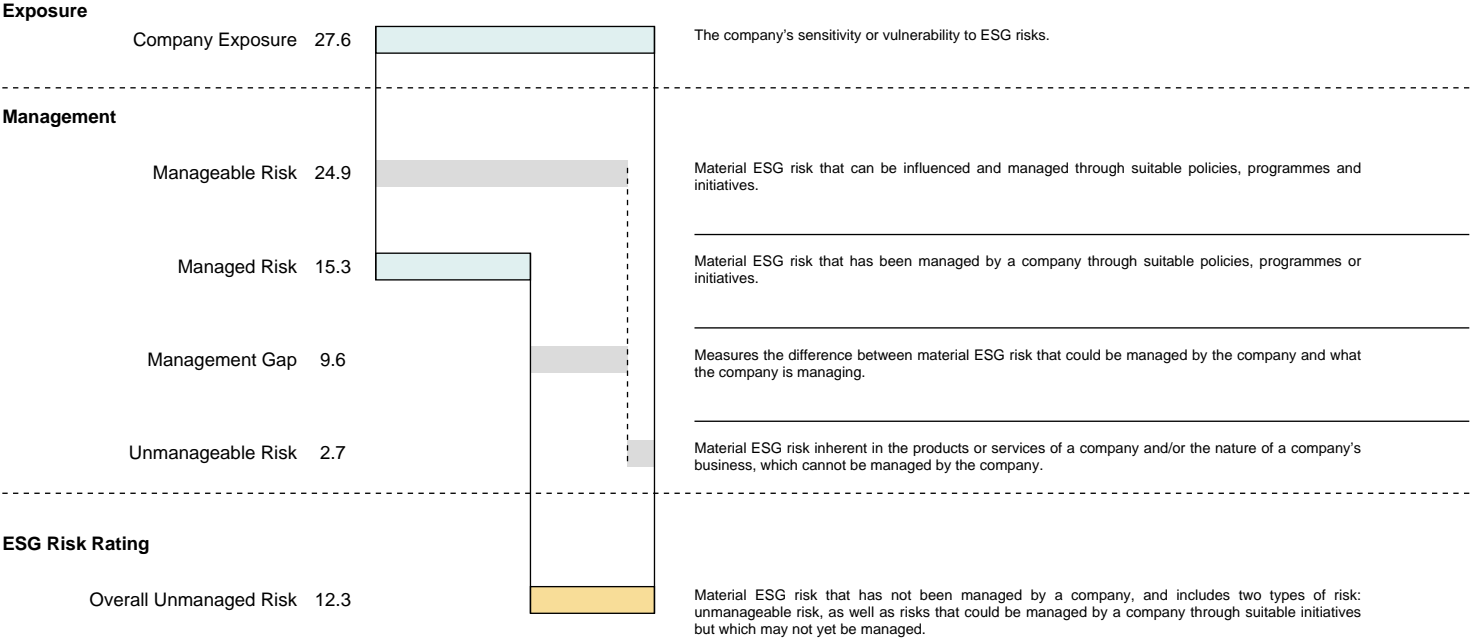 Exposure
Company Exposure 27.6
The company’s sensitivity or vulnerability to ESG risks.
Management
Manageable Risk 24.9
Material ESG risk that can be influenced and managed through suitable policies, programmes and
initiatives.
Managed Risk 15.3
Material ESG risk that has been managed by a company through suitable policies, programmes or
initiatives.
Management Gap 9.6
Measures the difference between material ESG risk that could be managed by the company and what
the company is managing.
Unmanageable Risk 2.7
Material ESG risk inherent in the products or services of a company and/or the nature of a company’s
business, which cannot be managed by the company.
ESG Risk Rating
Overall Unmanaged Risk 12.3
Material ESG risk that has not been managed by a company, and includes two types of risk:
unmanageable risk, as well as risks that could be managed by a company through suitable initiatives
but which may not yet be managed.